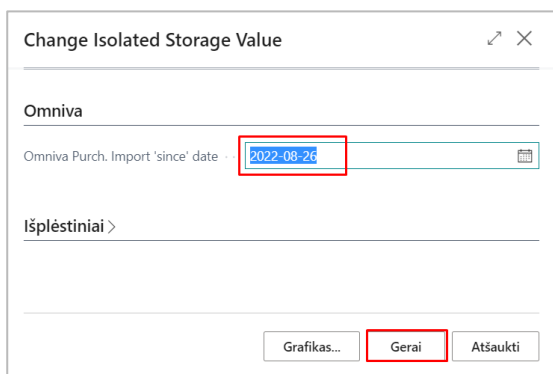 Change Isolated Storage Value
Omniva
Omniva Purch. Import 'since' date · · 2022-08-26
Išplėstiniai >
Grafikas... Gerai Atšaukti